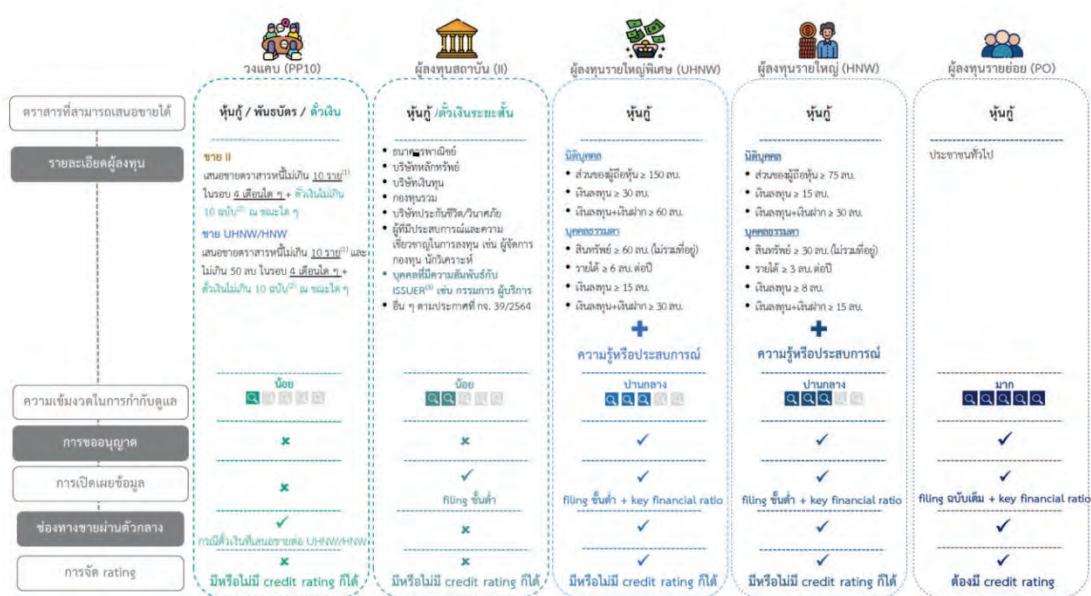 วงแคบ (PP10)
ผู้ลงทุนสถาบัน (II)
ผู้ลงทุนรายใหญ่พิเศษ (UHNW)
ผู้ลงทุนรายใหญ่ (HNW)
ผู้ลงทุนรายย่อย (PO)
ตราสารที่สามารถเสนอขายได้
หุ้นกู้ / พันธบัตร / ตั๋วเงิน
หุ้นกู้ /ตั๋วเงินระยะสั้น
หุ้นกู้
หุ้นกู้
หุ้นกู้
รายละเอียดผู้ลงทุน
ขาย II
เสนอขายตราสารหนี้ไม่เกิน 10 ราย(1)
ในรอบ 4 เดือนใด ๆ + ตั๋วเงินไม่เกิน
10 ฉบับ(2) ณ ขณะใด ๆ
ขาย UHNW/HNW
เสนอขายตราสารหนี้ไม่เกิน 10 ราย(1) และ
ไม่เกิน 50 ลบ ในรอบ 4 เดือนใด ๆ +
ตั๋วเงินไม่เกิน 10 ฉบับ(2) ณ ขณะใด ๆ
• ธนาคารพาณิชย์
• บริษัทหลักทรัพย์
• บริษัทเงินทุน
• กองทุนรวม
• บริษัทประกันชีวิต/วินาศภัย
• ผู้ที่มีประสบการณ์และความ
เชี่ยวชาญในการลงทุน เช่น ผู้จัดการ
กองทุน นักวิเคราะห์
• บุคคลที่มีความสัมพันธ์กับ
ISSUER(3) เช่น กรรมการ ผู้บริหาร
• อื่น ๆ ตามประกาศที่ กจ. 39/2564
นิติบุคคล
• ส่วนของผู้ถือหุ้น ≥ 150 ลบ.
• เงินลงทุน ≥ 30 ลบ.
• เงินลงทุน+เงินฝาก ≥ 60 ลบ.
บุคคลธรรมดา
• สินทรัพย์ ≥ 60 ลบ. (ไม่รวมที่อยู่)
• รายได้ ≥ 6 ลบ. ต่อปี
• เงินลงทุน ≥ 15 ลบ.
• เงินลงทุน+เงินฝาก ≥ 30 ลบ.
+
ความรู้หรือประสบการณ์
นิติบุคคล
• ส่วนของผู้ถือหุ้น ≥ 75 ลบ.
• เงินลงทุน ≥ 15 ลบ.
• เงินลงทุน+เงินฝาก ≥ 30 ลบ.
บุคคลธรรมดา
• สินทรัพย์ ≥ 30 ลบ. (ไม่รวมที่อยู่)
• รายได้ ≥ 3 ลบ. ต่อปี
• เงินลงทุน ≥ 8 ลบ.
• เงินลงทุน+เงินฝาก ≥ 15 ลบ.
+
ความรู้หรือประสบการณ์
ประชาชนทั่วไป
ความเข้มงวดในการกำกับดูแล
น้อย
น้อย
ปานกลาง
ปานกลาง
มาก
การขออนุญาต
✗
✗
✓
✓
✓
การเปิดเผยข้อมูล
✗
✓
filing ขั้นต่ำ
✓
filing ขั้นต่ำ + key financial ratio
✓
filing ขั้นต่ำ + key financial ratio
✓
filing ฉบับเต็ม + key financial ratio
ช่องทางขายผ่านตัวกลาง
✓
กรณีตั๋วเงินที่เสนอขายต่อ UHNW/HNW
✗
✓
✓
✓
การจัด rating
✗
มีหรือไม่มี credit rating ก็ได้
✗
มีหรือไม่มี credit rating ก็ได้
✓
มีหรือไม่มี credit rating ก็ได้
✓
มีหรือไม่มี credit rating ก็ได้
✓
ต้องมี credit rating